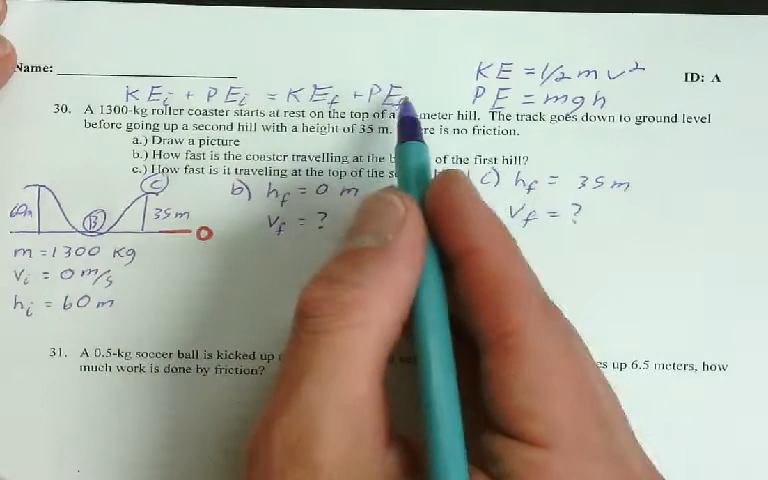 Name:
KE = 1/2 m v²
ID: A
KEi + PEi = KEf + PEf
PE = mgh
30. A 1300-kg roller coaster starts at rest on the top of a meter hill. The track goes down to ground level
before going up a second hill with a height of 35 m. is no friction.
a.) Draw a picture
b.) How fast is the coaster travelling at the of the first hill?
c.) How fast is it traveling at the top of the
C
b) hf = 0 m
c) hf = 35 m
60m
B
35m
vf = ?
vf = ?
m = 1300 kg
vi = 0 m/s
hi = 60 m
31. A 0.5-kg soccer ball is kicked up up 6.5 meters, how
much work is done by friction?